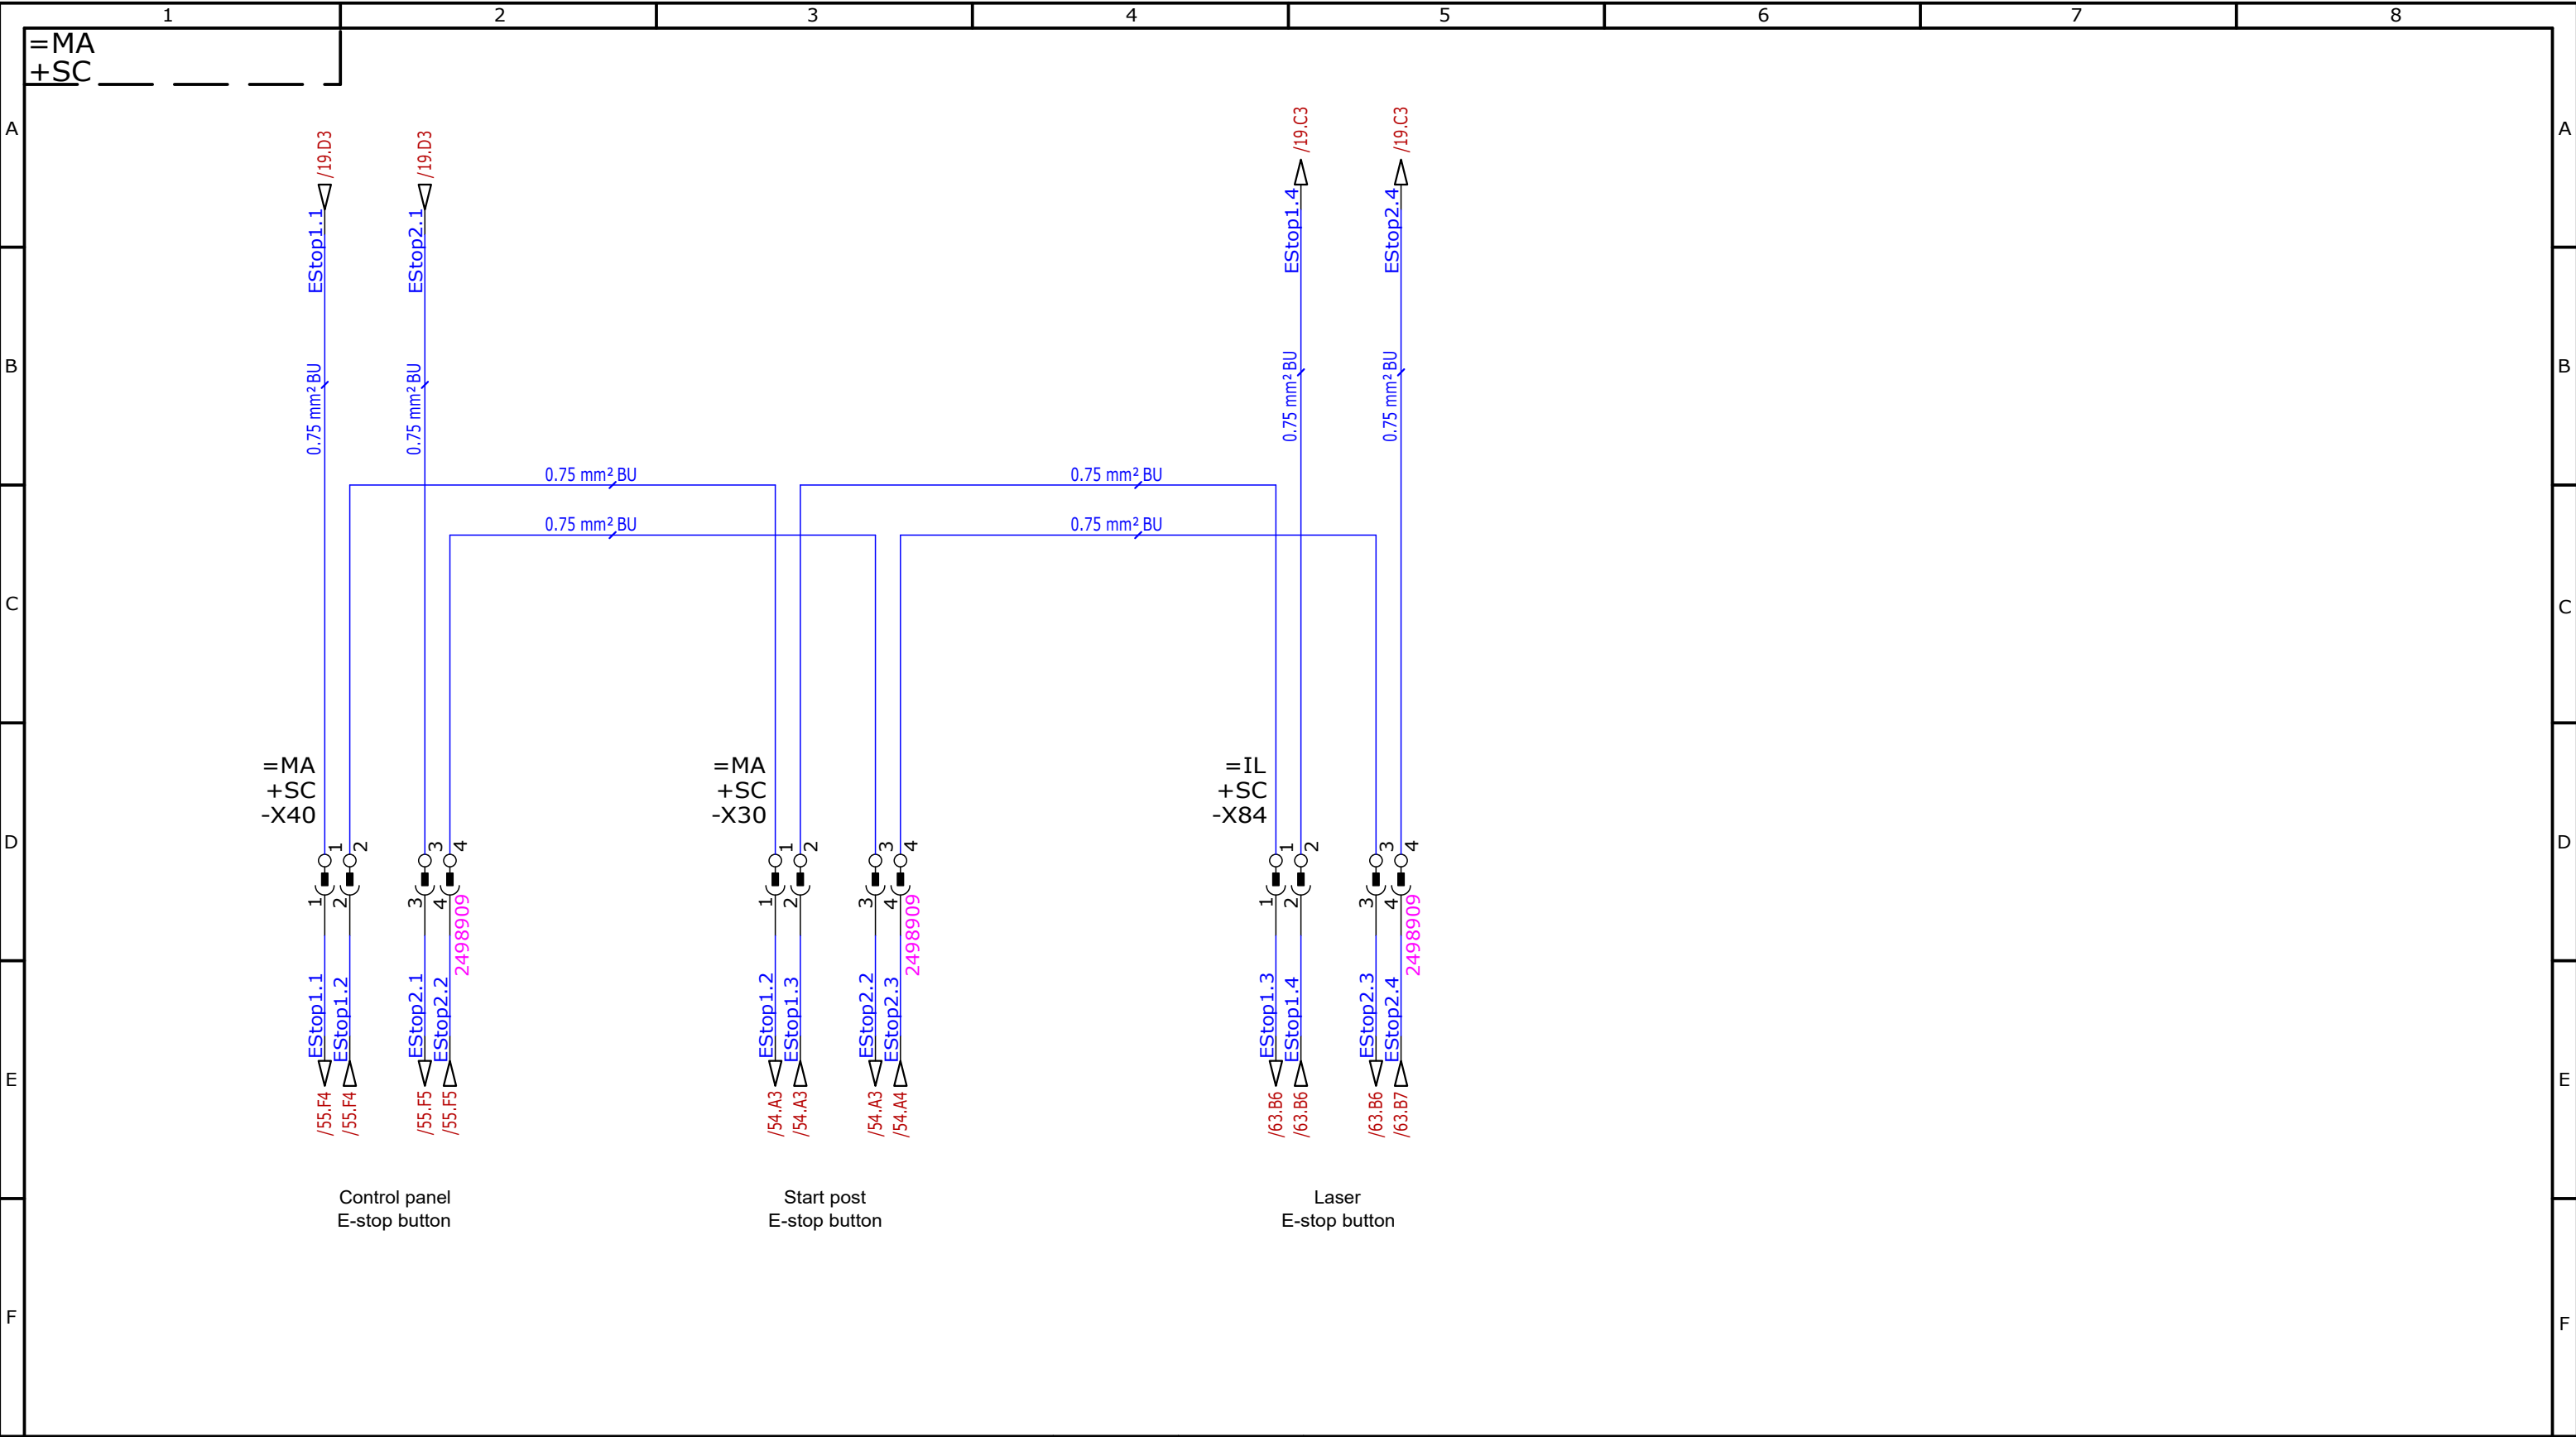 1 2 3 4 5 6 7 8
=MA
+SC
A A
B B
C C
D D
E E
F F
/19.D3 /19.D3 /19.C3 /19.C3
EStop1.1 EStop2.1 EStop1.4 EStop2.4
0.75 mm² BU 0.75 mm² BU 0.75 mm² BU 0.75 mm² BU
0.75 mm² BU 0.75 mm² BU
0.75 mm² BU 0.75 mm² BU
=MA
+SC
-X40
1 2 3 4
1 2 3 4
2498909
EStop1.1 EStop1.2 EStop2.1 EStop2.2
/55.F4 /55.F4 /55.F5 /55.F5
Control panel
E-stop button
=MA
+SC
-X30
1 2 3 4
1 2 3 4
2498909
EStop1.2 EStop1.3 EStop2.2 EStop2.3
/54.A3 /54.A3 /54.A3 /54.A4
Start post
E-stop button
=IL
+SC
-X84
1 2 3 4
1 2 3 4
2498909
EStop1.3 EStop1.4 EStop2.3 EStop2.4
/63.B6 /63.B6 /63.B6 /63.B7
Laser
E-stop button